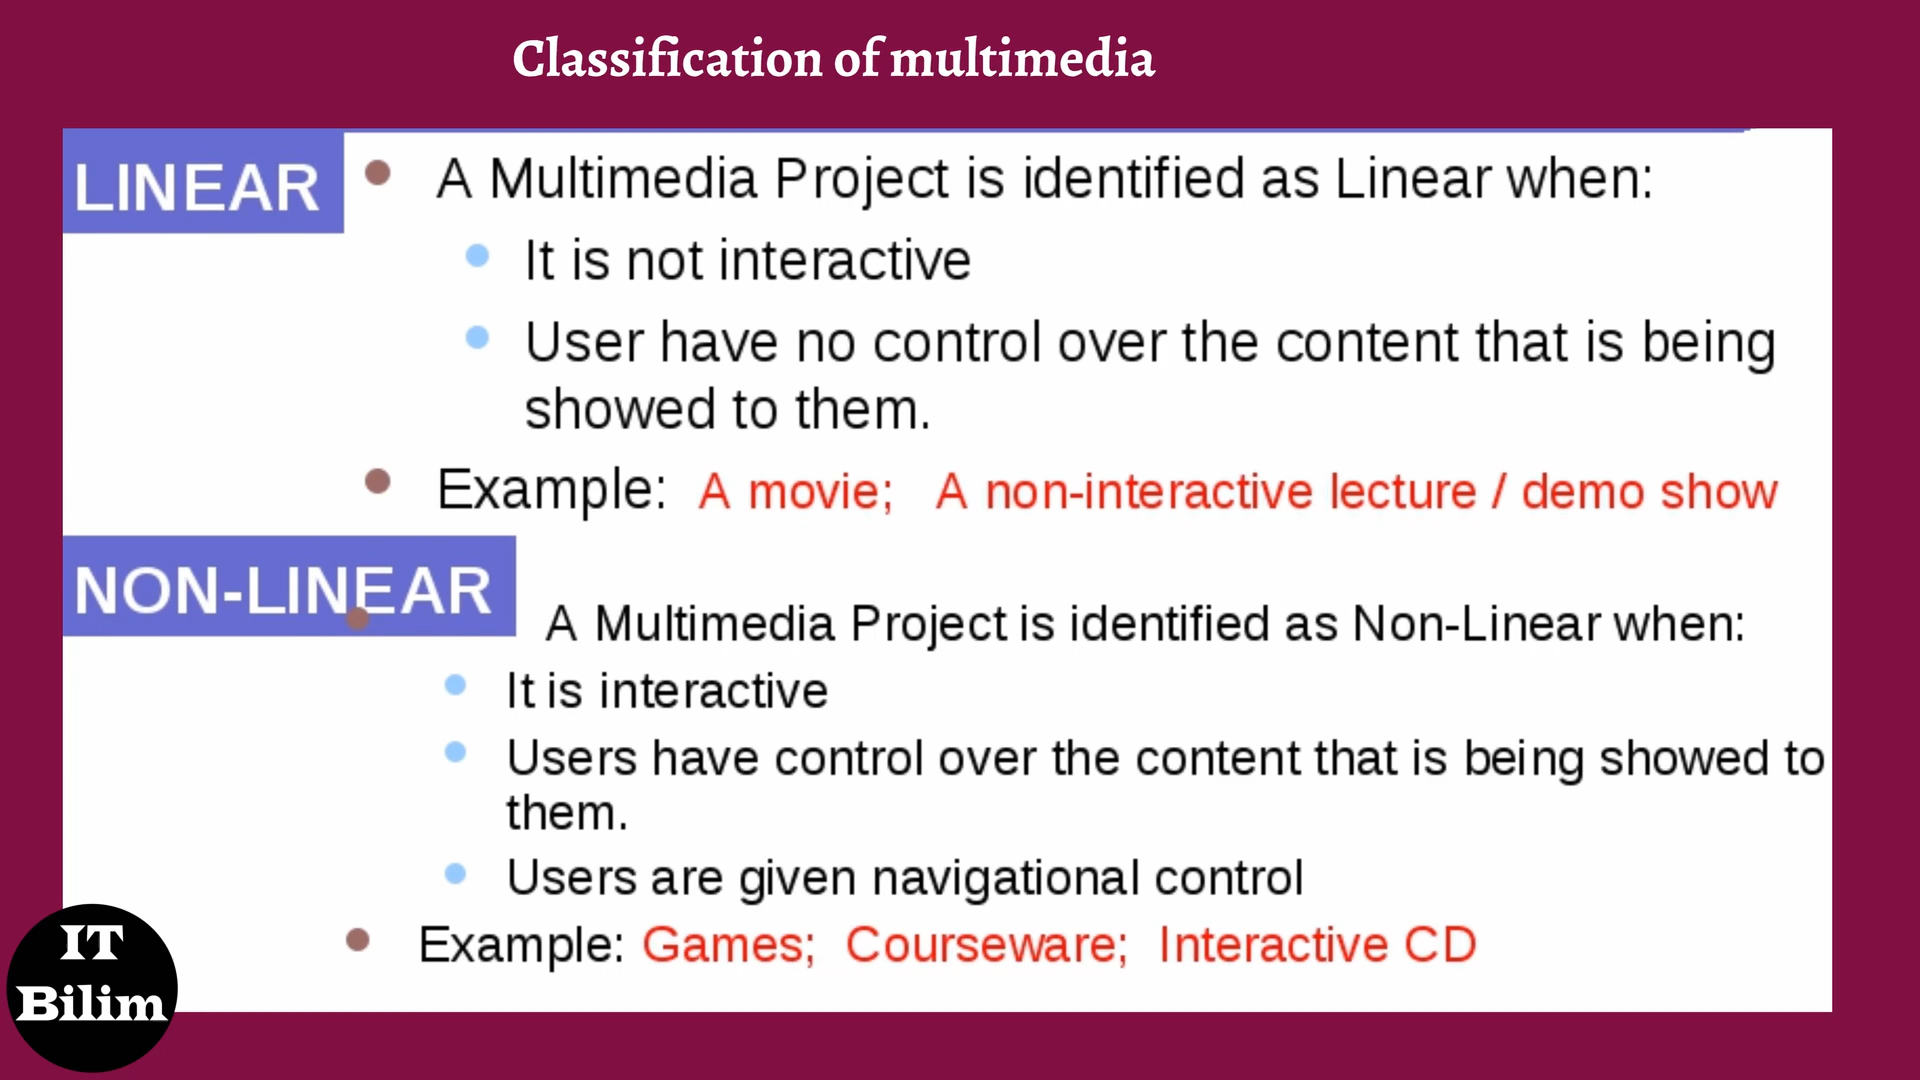 Classification of multimedia
LINEAR
A Multimedia Project is identified as Linear when:
It is not interactive
User have no control over the content that is being
showed to them.
Example: A movie; A non-interactive lecture / demo show
NON-LINEAR
A Multimedia Project is identified as Non-Linear when:
It is interactive
Users have control over the content that is being showed to
them.
Users are given navigational control
Example: Games; Courseware; Interactive CD
IT
Bilim